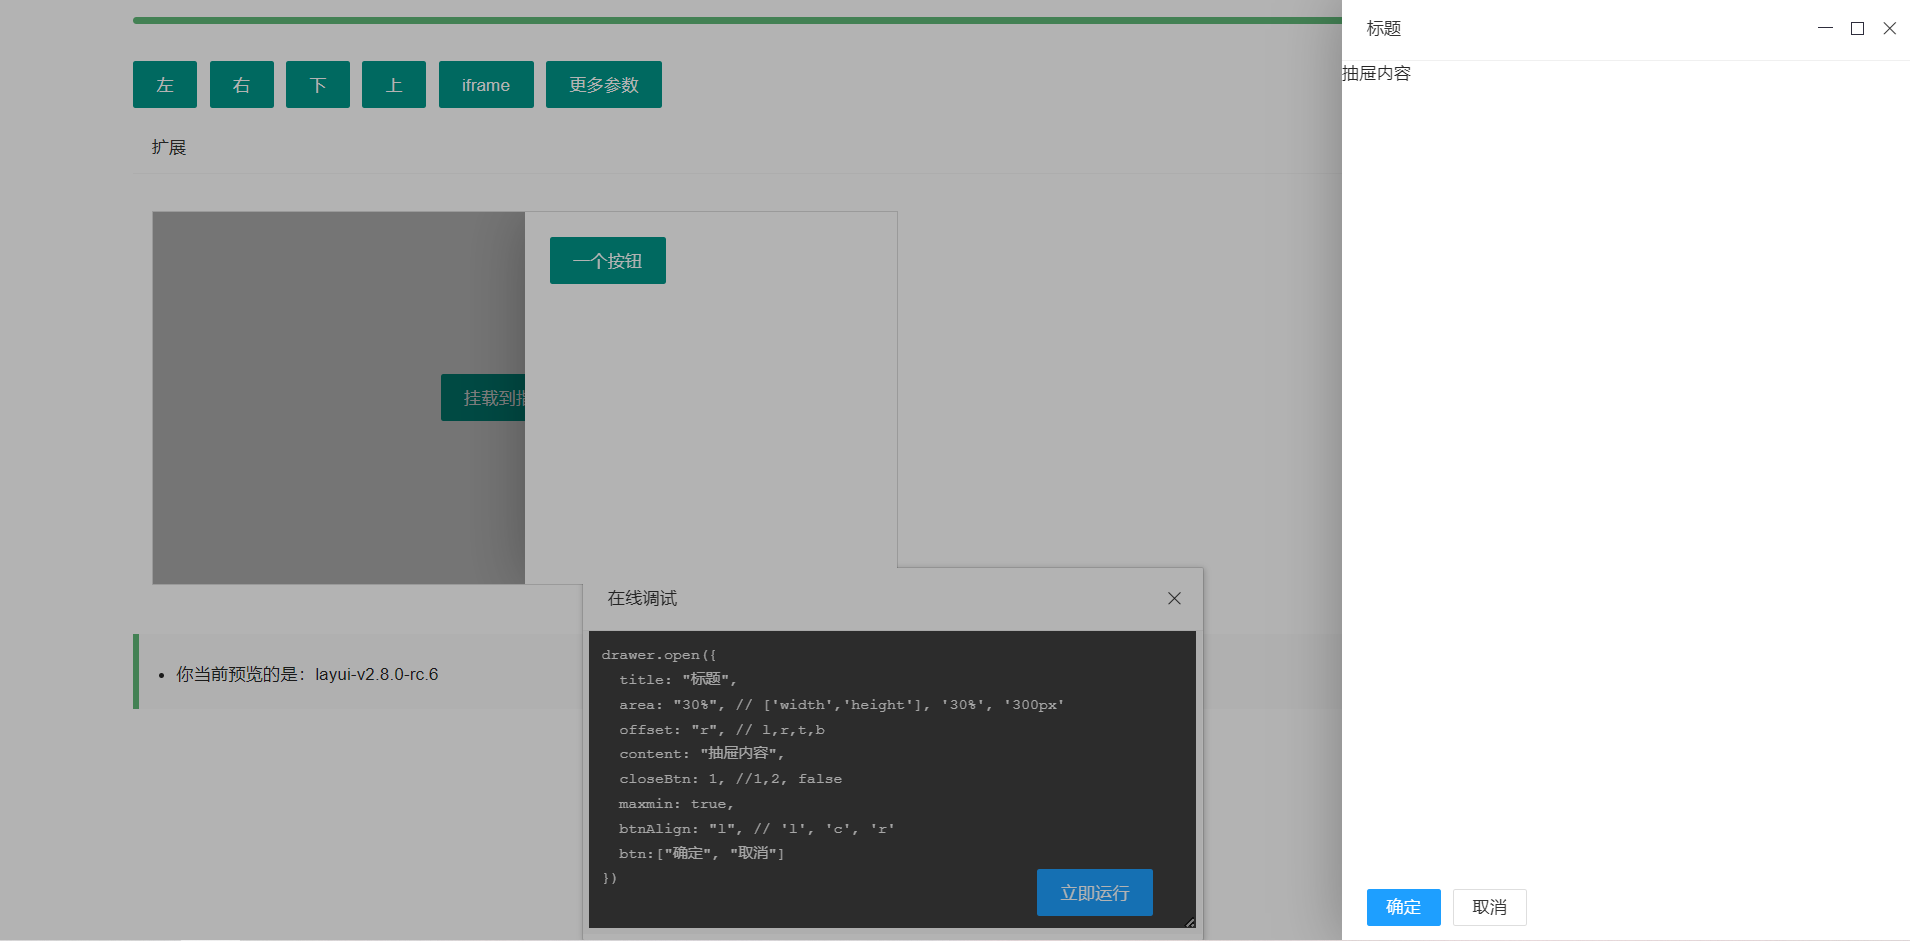 左 右 下 上 iframe 更多参数
扩展
一个按钮
挂载到
你当前预览的是：layui-v2.8.0-rc.6
在线调试
drawer.open({
title: "标题",
area: "30%", // ['width','height'], '30%', '300px'
offset: "r", // l,r,t,b
content: "抽屉内容",
closeBtn: 1, //1,2, false
maxmin: true,
btnAlign: "l", // 'l', 'c', 'r'
btn:["确定", "取消"]
})
立即运行
标题
抽屉内容
确定 取消